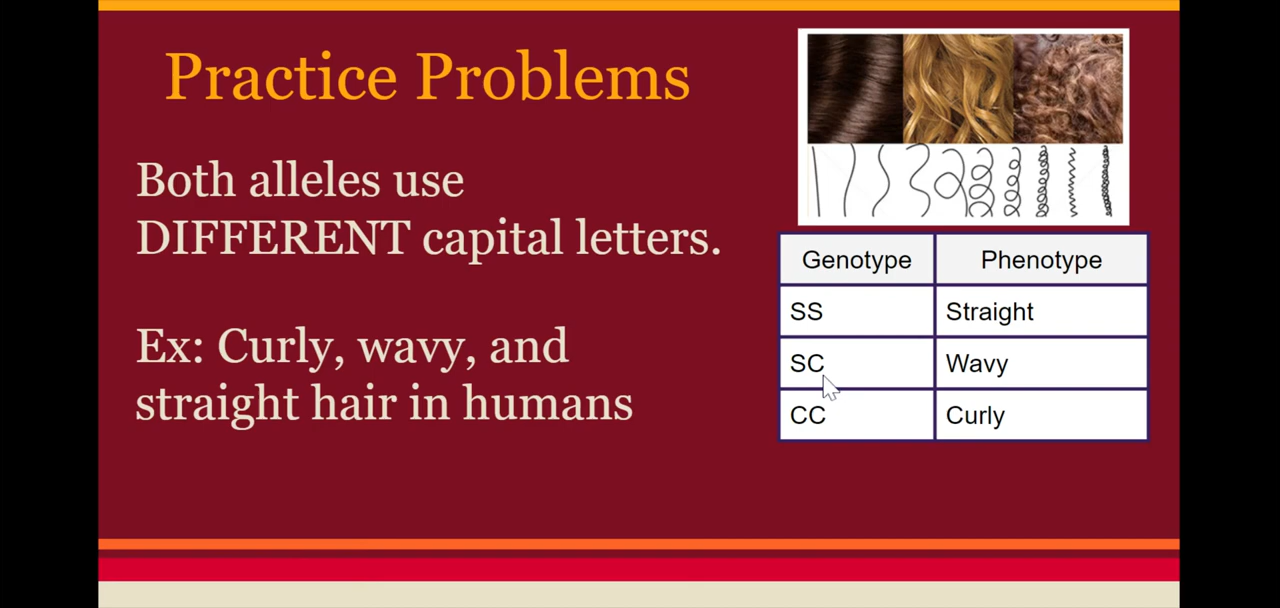 Practice Problems
Both alleles use
DIFFERENT capital letters.
Ex: Curly, wavy, and
straight hair in humans
Genotype Phenotype
SS Straight
SC Wavy
CC Curly